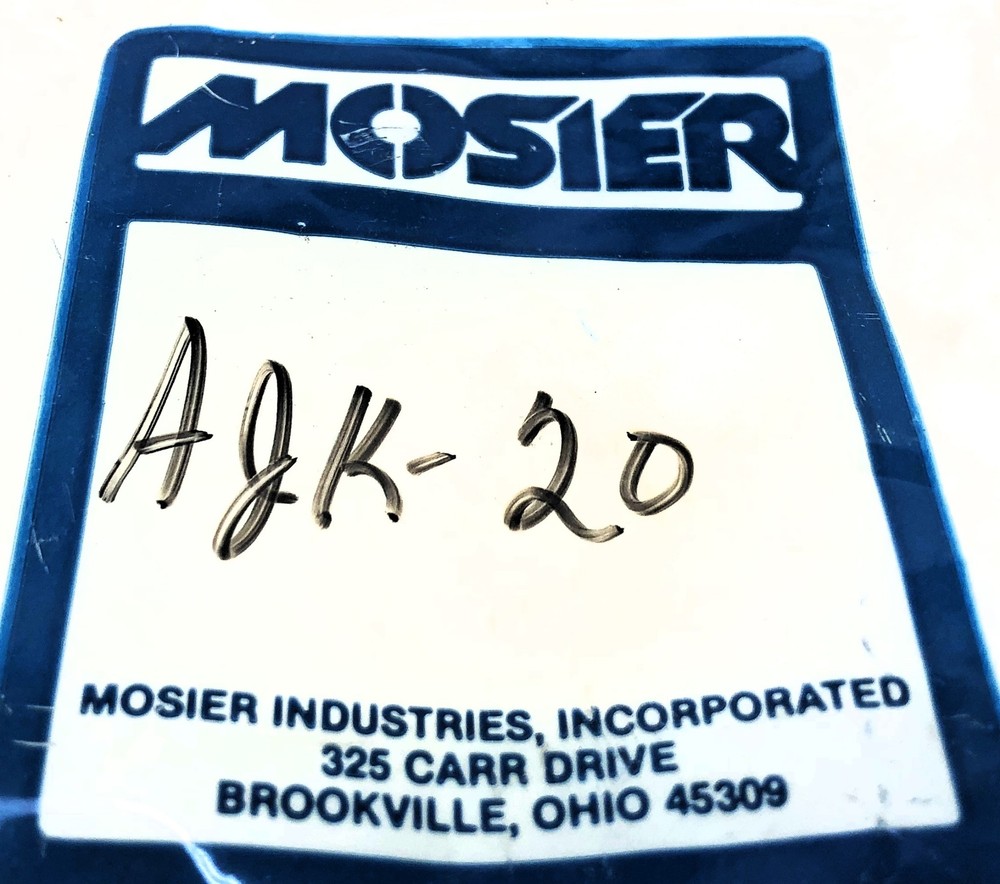 MOSIER
AJK-20
MOSIER INDUSTRIES, INCORPORATED
325 CARR DRIVE
BROOKVILLE, OHIO 45309